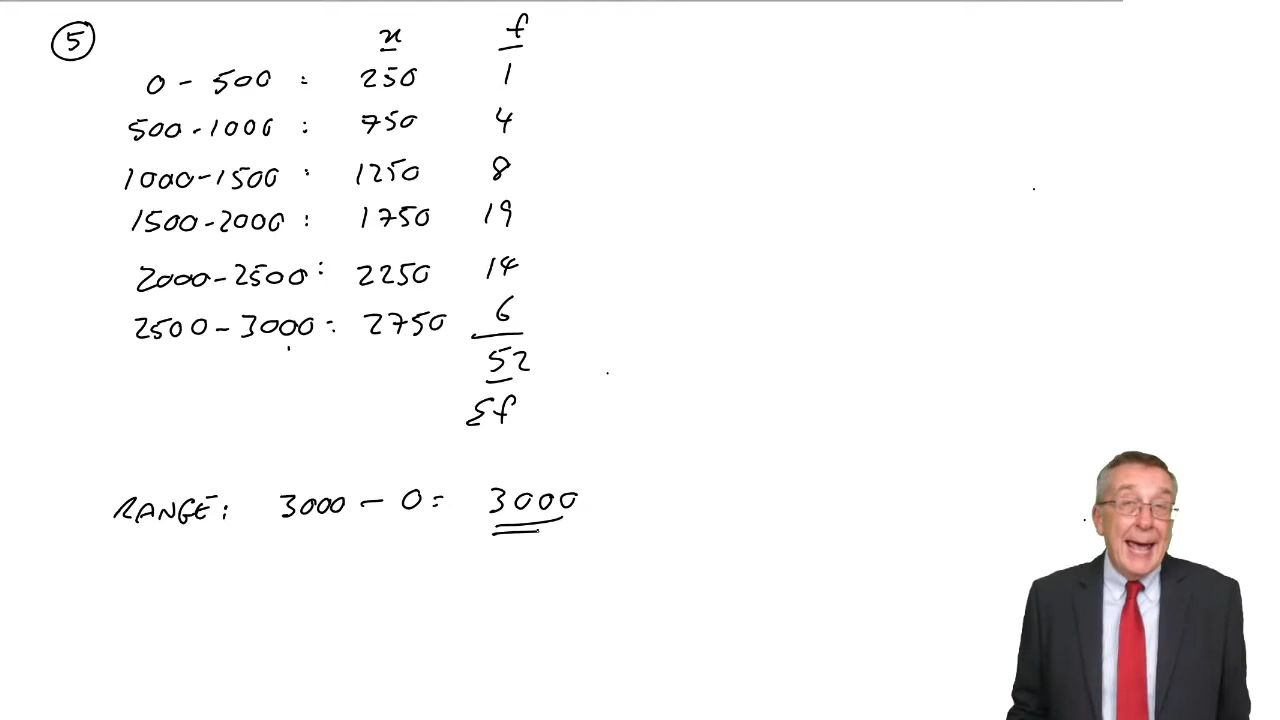 5
x f
0 - 500 : 250 1
500 - 1000 : 750 4
1000 - 1500 : 1250 8
1500 - 2000 : 1750 19
2000 - 2500 : 2250 14
2500 - 3000 : 2750 6
52
Σf
RANGE: 3000 - 0 = 3000